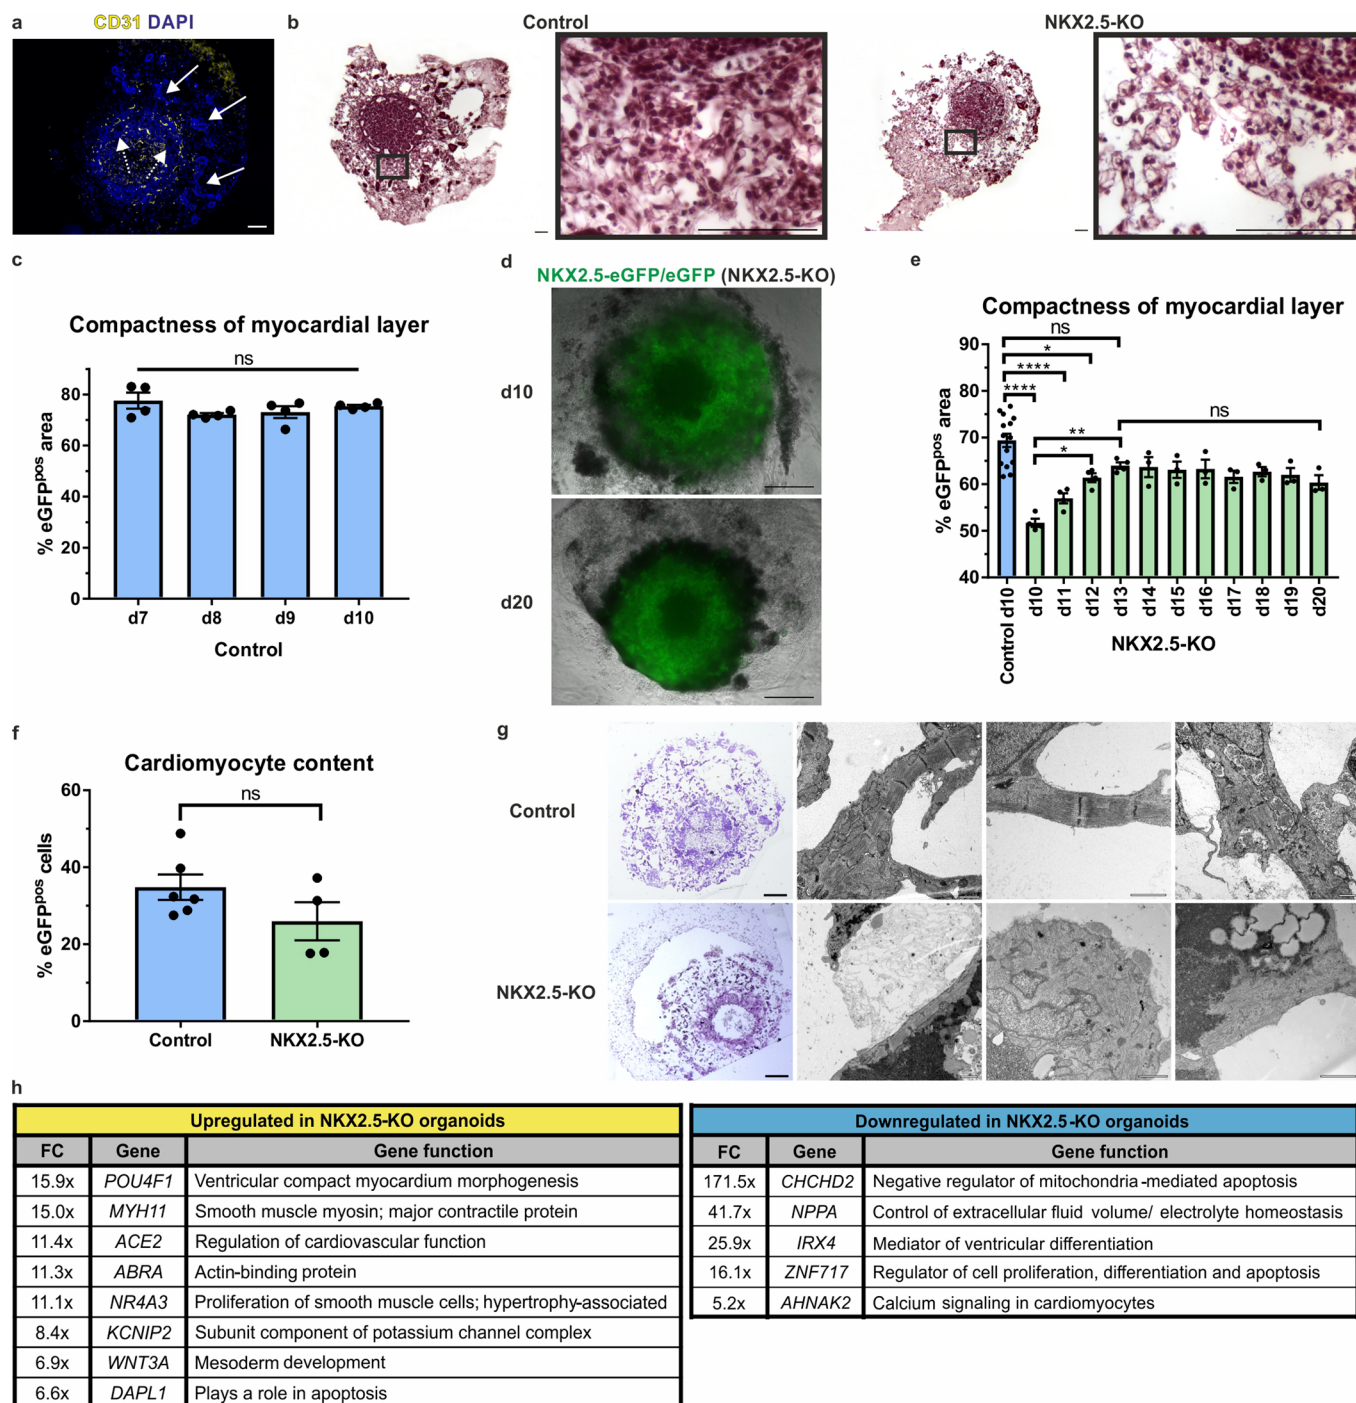 a
CD31 DAPI
b
Control
NKX2.5-KO
c
Compactness of myocardial layer
ns
% eGFPpos area
80
60
40
20
0
d7 d8 d9 d10
Control
d
NKX2.5-eGFP/eGFP (NKX2.5-KO)
d10
d20
e
Compactness of myocardial layer
ns
*
****
****
**
*
ns
% eGFPpos area
90
80
70
60
50
40
Control d10 d10 d11 d12 d13 d14 d15 d16 d17 d18 d19 d20
NKX2.5-KO
f
Cardiomyocyte content
ns
% eGFPpos cells
60
40
20
0
Control NKX2.5-KO
g
Control
NKX2.5-KO
h
Upregulated in NKX2.5-KO organoids
FC Gene Gene function
15.9x POU4F1 Ventricular compact myocardium morphogenesis
15.0x MYH11 Smooth muscle myosin; major contractile protein
11.4x ACE2 Regulation of cardiovascular function
11.3x ABRA Actin-binding protein
11.1x NR4A3 Proliferation of smooth muscle cells; hypertrophy-associated
8.4x KCNIP2 Subunit component of potassium channel complex
6.9x WNT3A Mesoderm development
6.6x DAPL1 Plays a role in apoptosis
Downregulated in NKX2.5-KO organoids
FC Gene Gene function
171.5x CHCHD2 Negative regulator of mitochondria-mediated apoptosis
41.7x NPPA Control of extracellular fluid volume/ electrolyte homeostasis
25.9x IRX4 Mediator of ventricular differentiation
16.1x ZNF717 Regulator of cell proliferation, differentiation and apoptosis
5.2x AHNAK2 Calcium signaling in cardiomyocytes